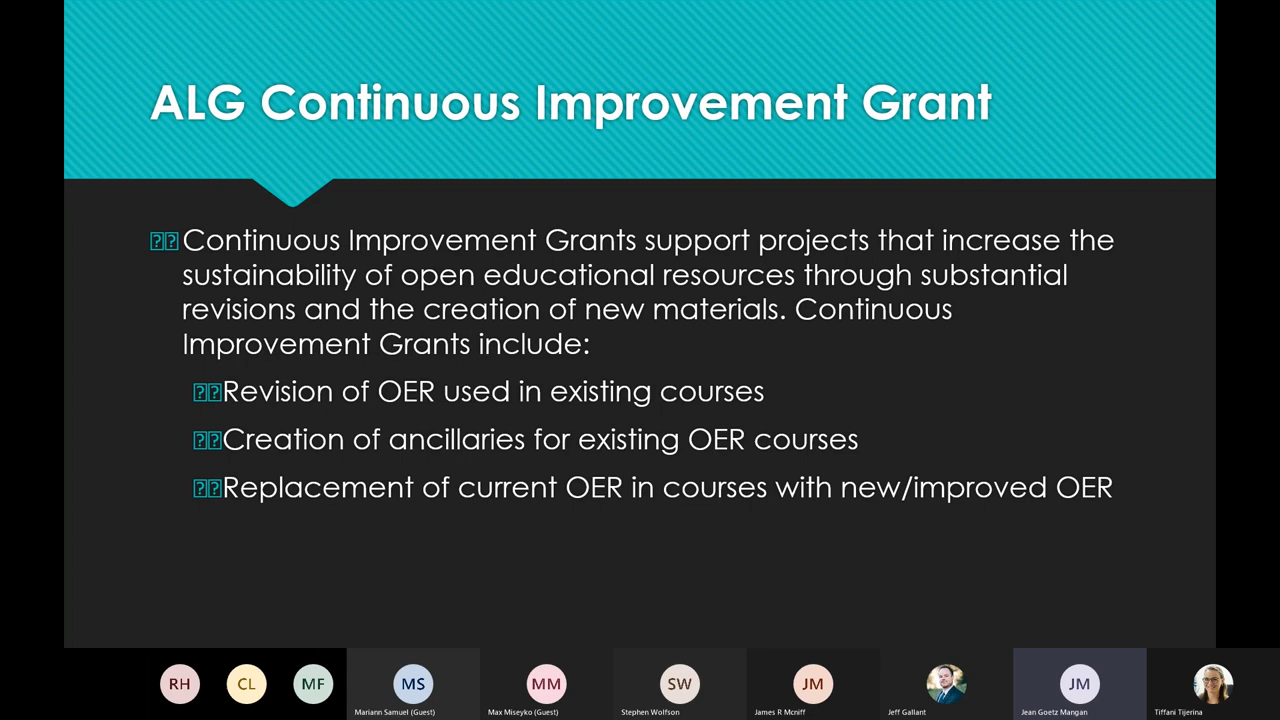 ALG Continuous Improvement Grant
Continuous Improvement Grants support projects that increase the
sustainability of open educational resources through substantial
revisions and the creation of new materials. Continuous
Improvement Grants include:
Revision of OER used in existing courses
Creation of ancillaries for existing OER courses
Replacement of current OER in courses with new/improved OER
RH CL MF MS MM SW JM JM
Mariann Samuel (Guest) Max Miseyko (Guest) Stephen Wolfson James R Mcniff Jeff Gallant Jean Goetz Mangan Tiffani Tijerina